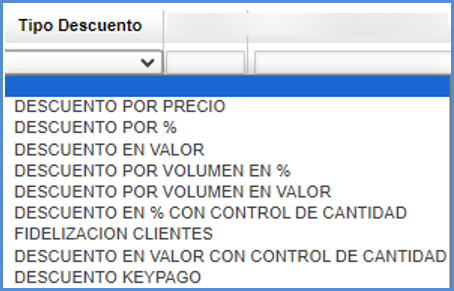 Tipo Descuento
DESCUENTO POR PRECIO
DESCUENTO POR %
DESCUENTO EN VALOR
DESCUENTO POR VOLUMEN EN %
DESCUENTO POR VOLUMEN EN VALOR
DESCUENTO EN % CON CONTROL DE CANTIDAD
FIDELIZACION CLIENTES
DESCUENTO EN VALOR CON CONTROL DE CANTIDAD
DESCUENTO KEYPAGO